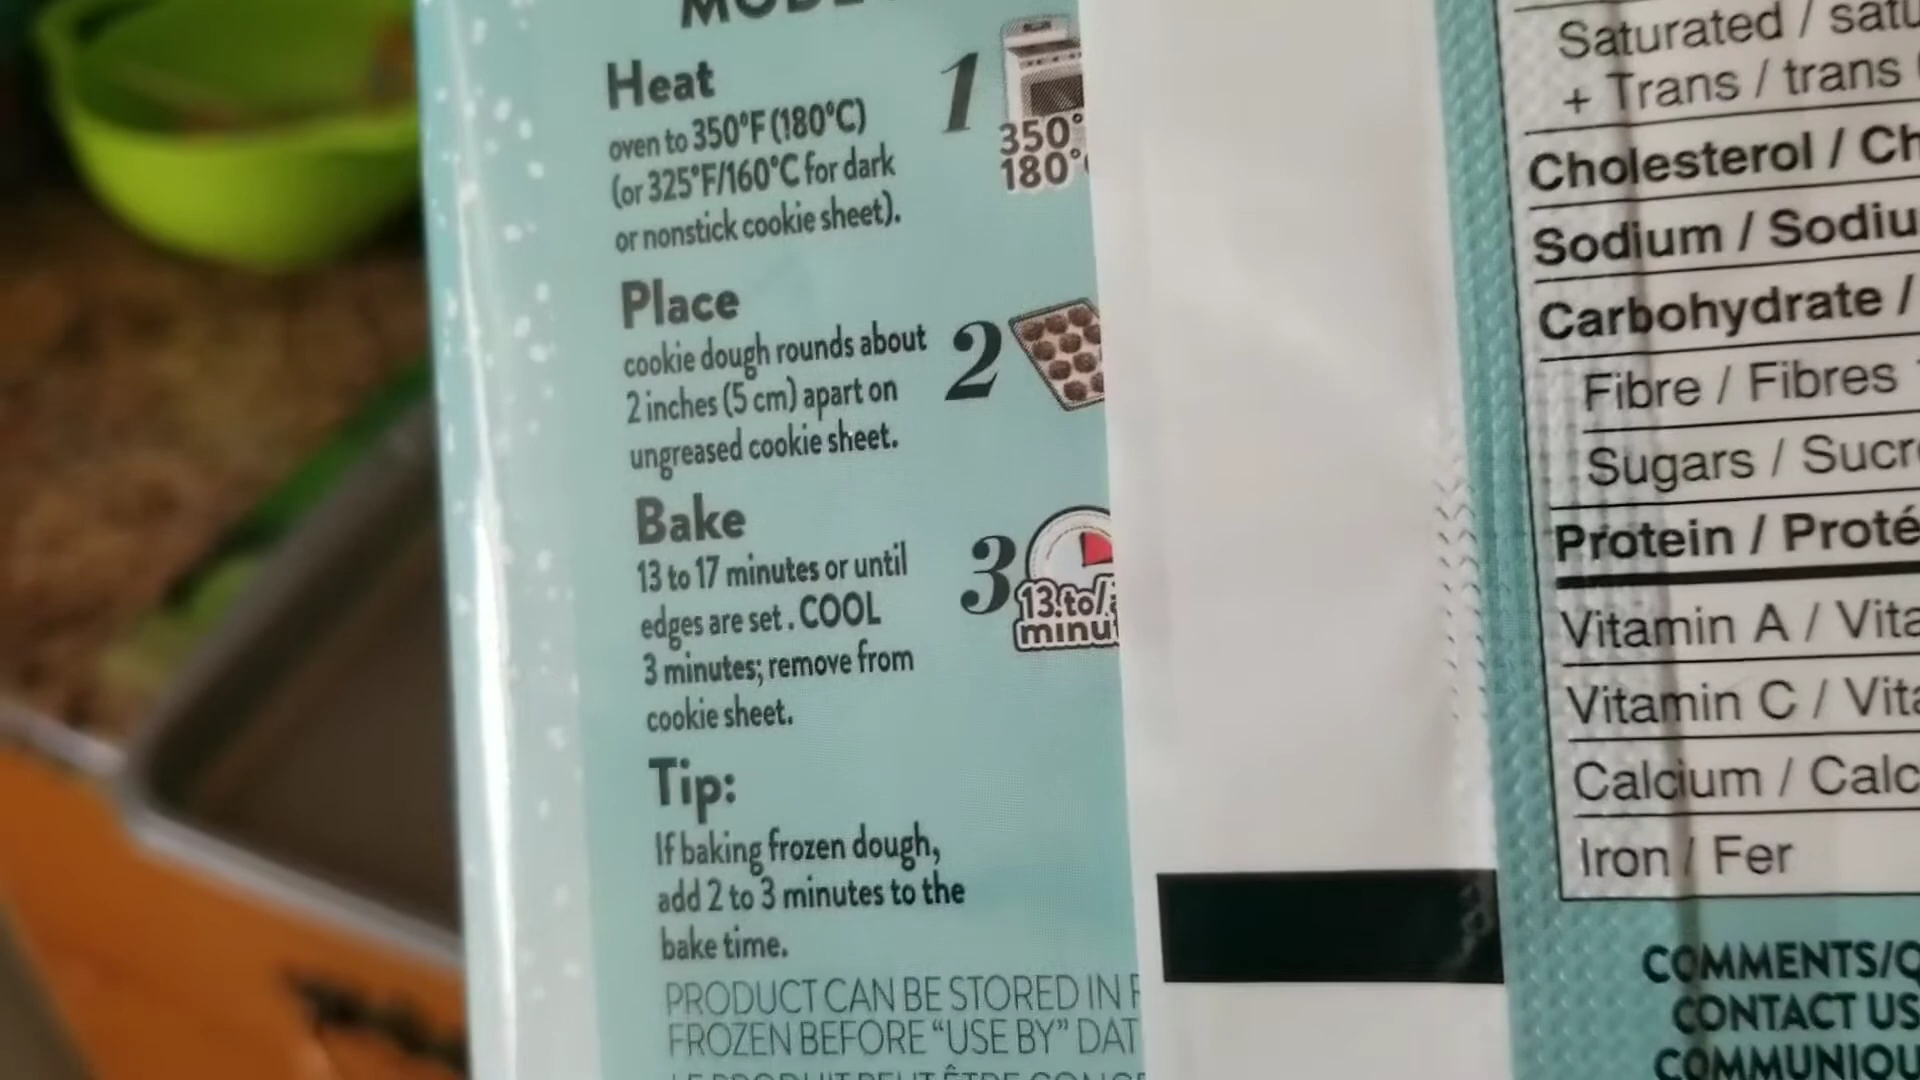 Heat
oven to 350°F (180°C)
(or 325°F/160°C for dark
or nonstick cookie sheet).
1
350°
180°
Place
cookie dough rounds about
2 inches (5 cm) apart on
ungreased cookie sheet.
2
Bake
13 to 17 minutes or until
edges are set . COOL
3 minutes; remove from
cookie sheet.
3
13 to/
minu
Tip:
If baking frozen dough,
add 2 to 3 minutes to the
bake time.
PRODUCT CAN BE STORED IN
FROZEN BEFORE “USE BY” DAT
Saturated / satu
+ Trans / trans
Cholesterol / Ch
Sodium / Sodiu
Carbohydrate /
Fibre / Fibres
Sugars / Sucr
Protein / Proté
Vitamin A / Vita
Vitamin C / Vita
Calcium / Calc
Iron / Fer
COMMENTS/Q
CONTACT US
COMMUNIQU